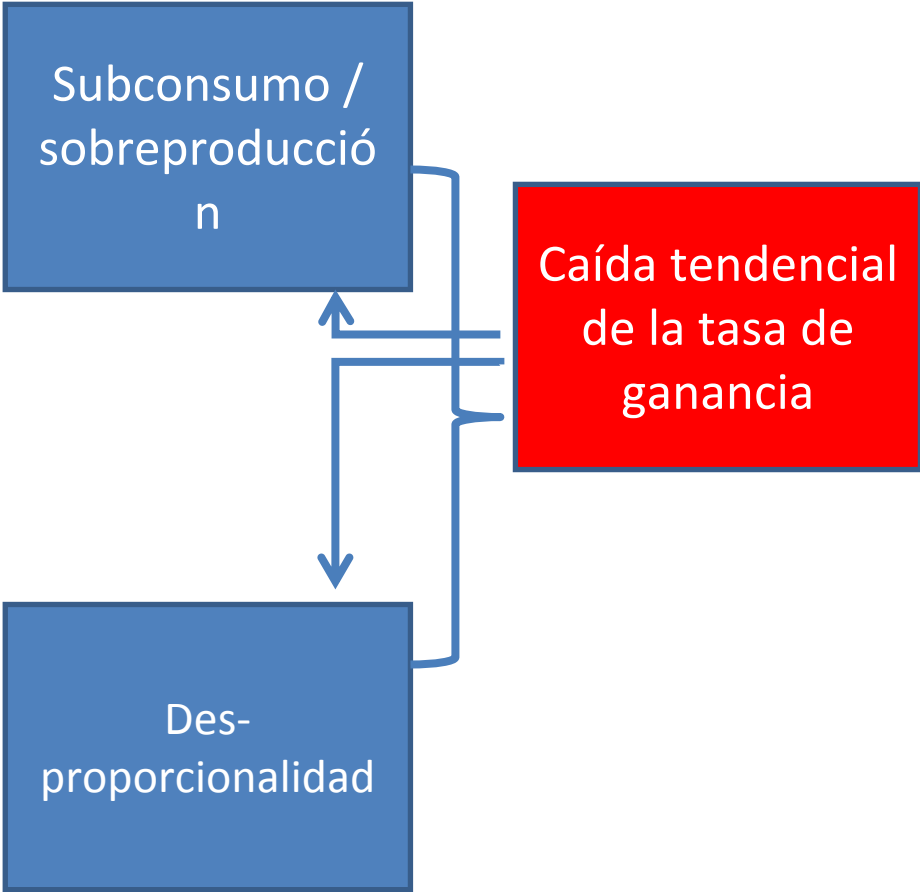 Subconsumo /
sobreproducció
n
Caída tendencial
de la tasa de
ganancia
Des-
proporcionalidad